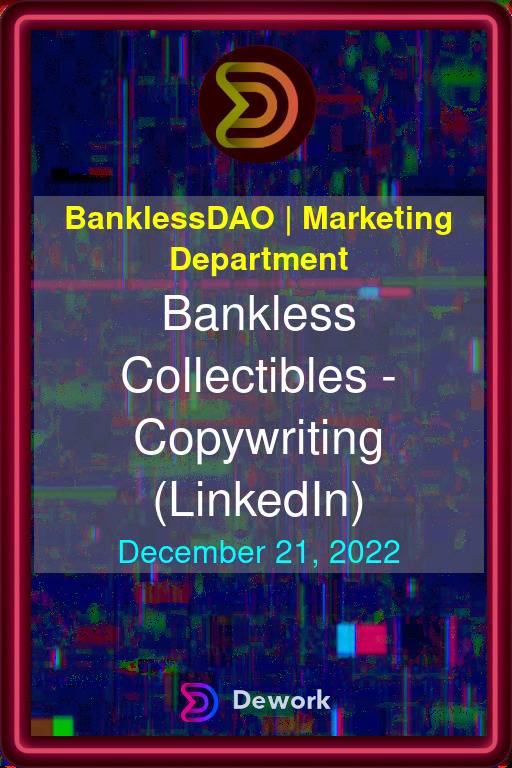 BanklessDAO | Marketing
Department
Bankless
Collectibles -
Copywriting
(LinkedIn)
December 21, 2022
Dework